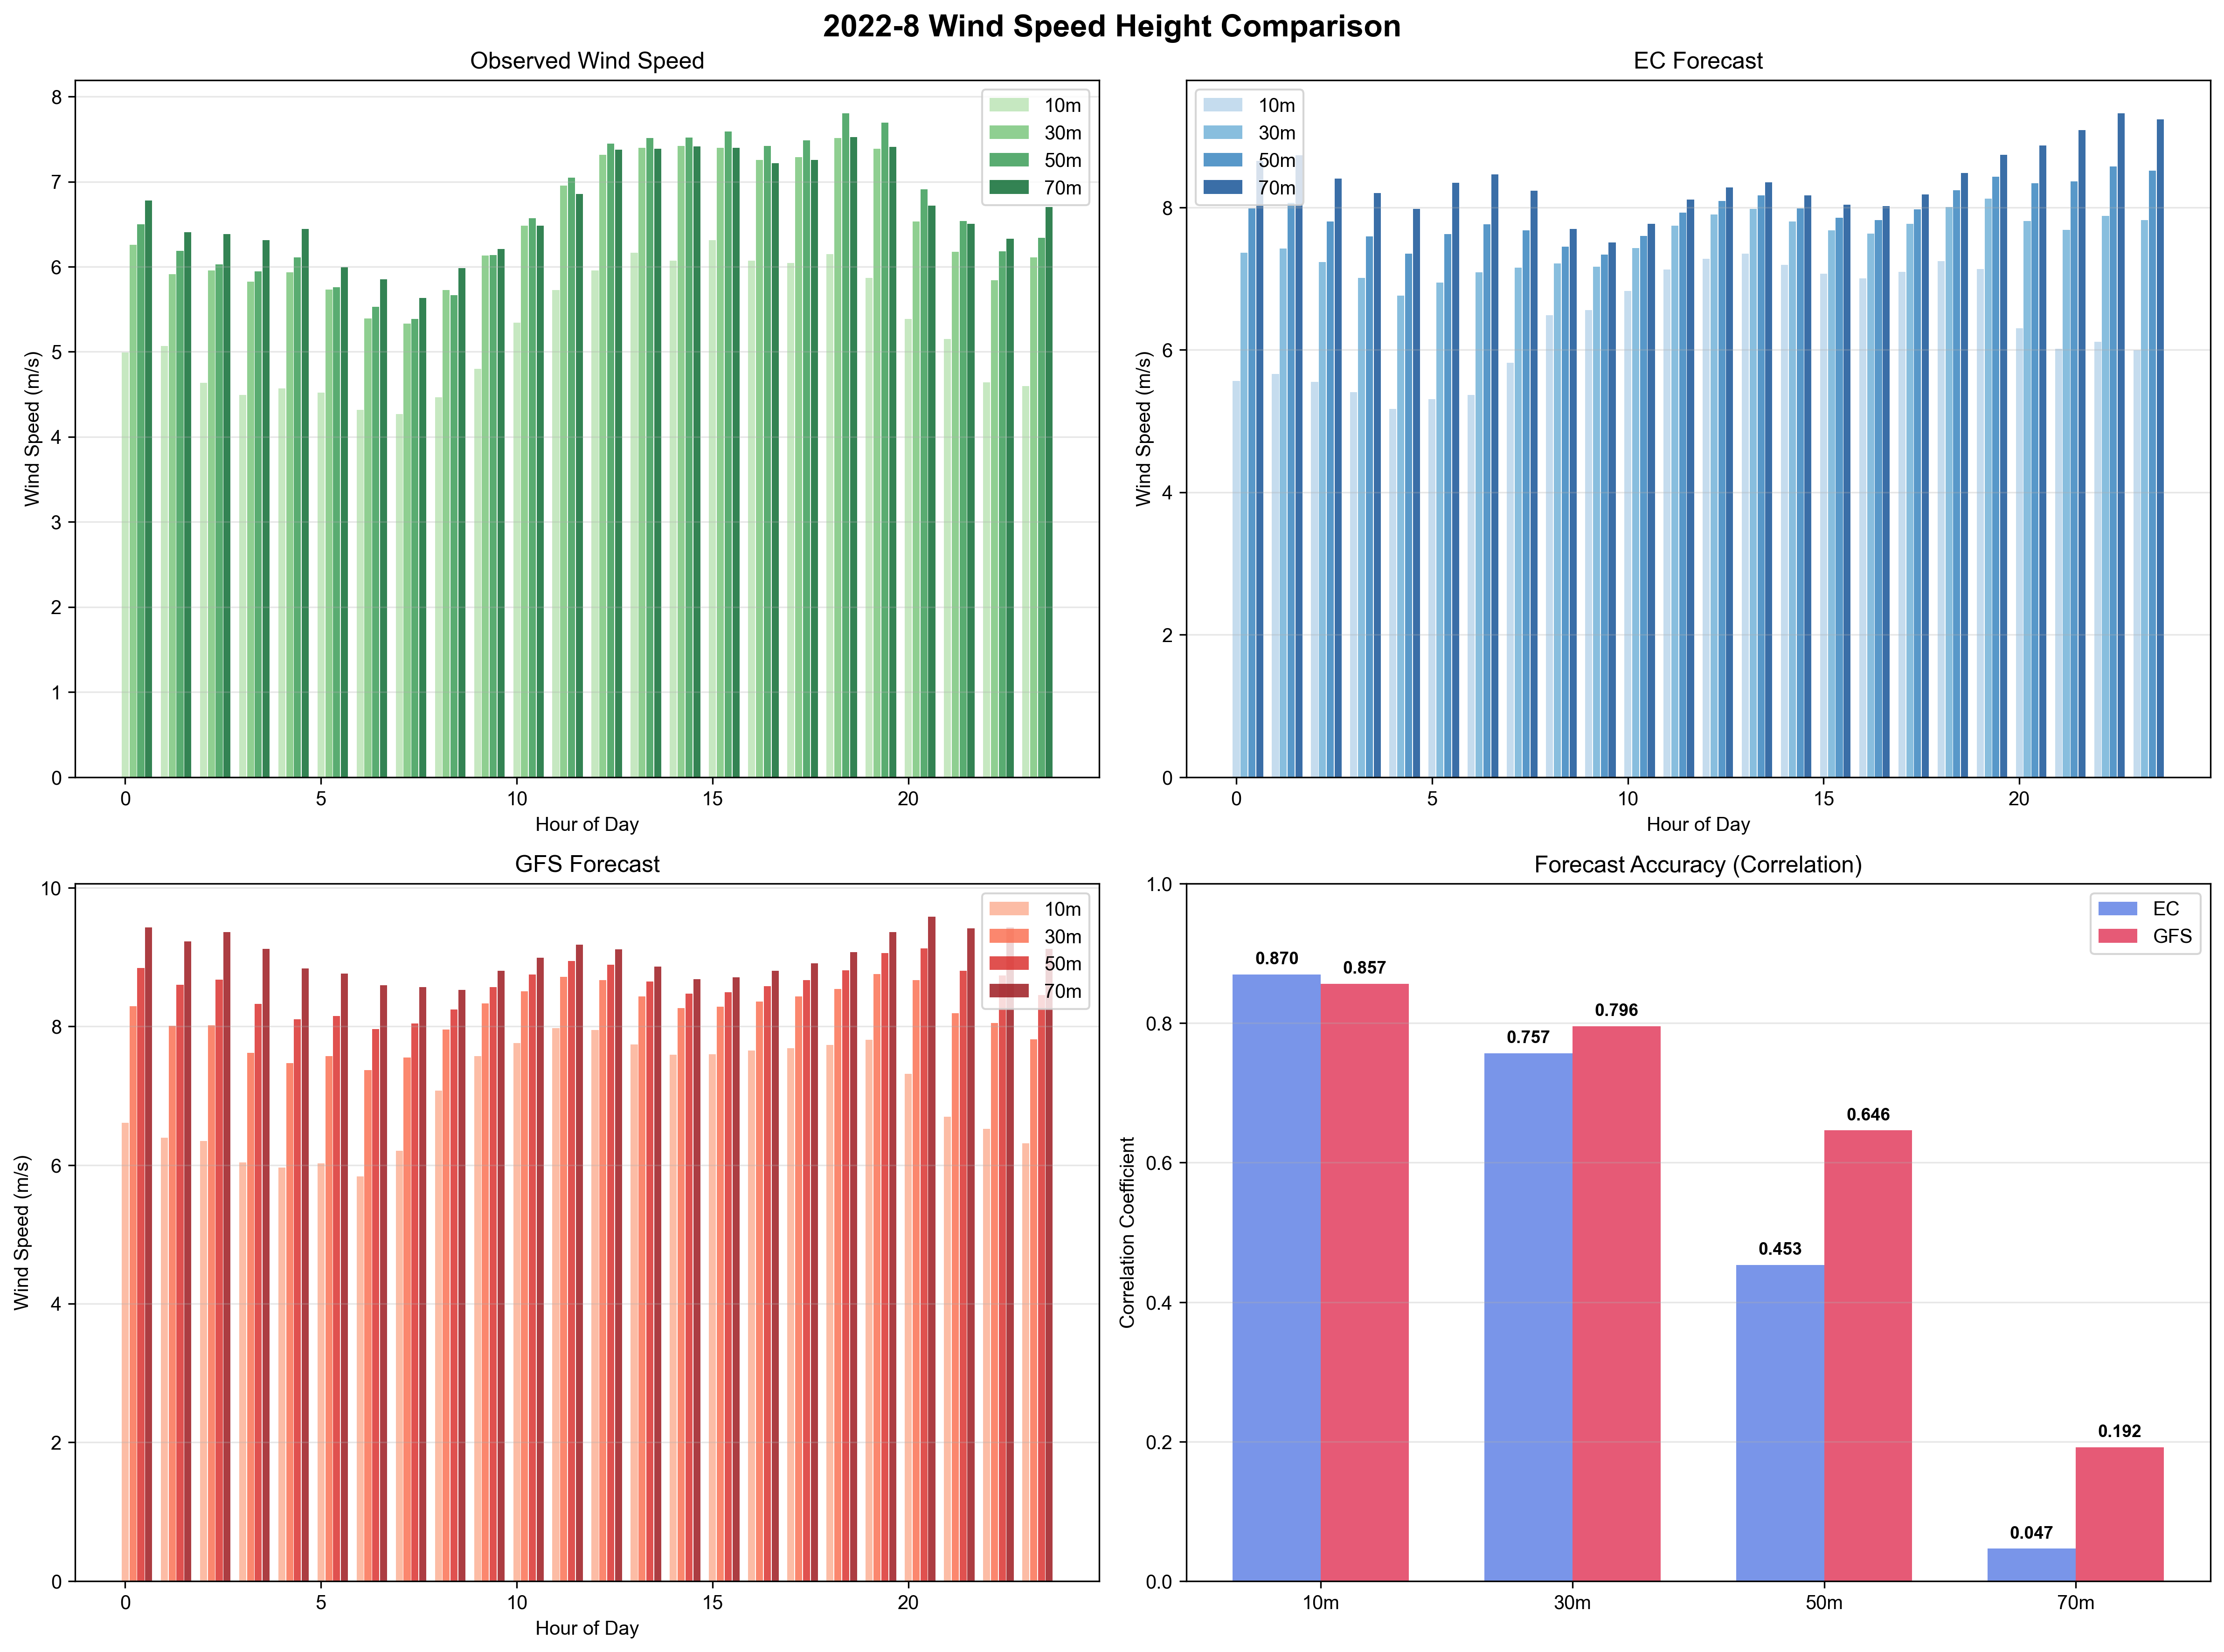 2022-8 Wind Speed Height Comparison
Observed Wind Speed
Wind Speed (m/s)
8
7
6
5
4
3
2
1
0
0 5 10 15 20
Hour of Day
10m
30m
50m
70m
EC Forecast
Wind Speed (m/s)
8
6
4
2
0
0 5 10 15 20
Hour of Day
10m
30m
50m
70m
GFS Forecast
Wind Speed (m/s)
10
8
6
4
2
0
0 5 10 15 20
Hour of Day
10m
30m
50m
70m
Forecast Accuracy (Correlation)
Correlation Coefficient
1.0
0.8
0.6
0.4
0.2
0.0
0.870
0.857
0.757
0.796
0.453
0.646
0.047
0.192
10m 30m 50m 70m
EC
GFS